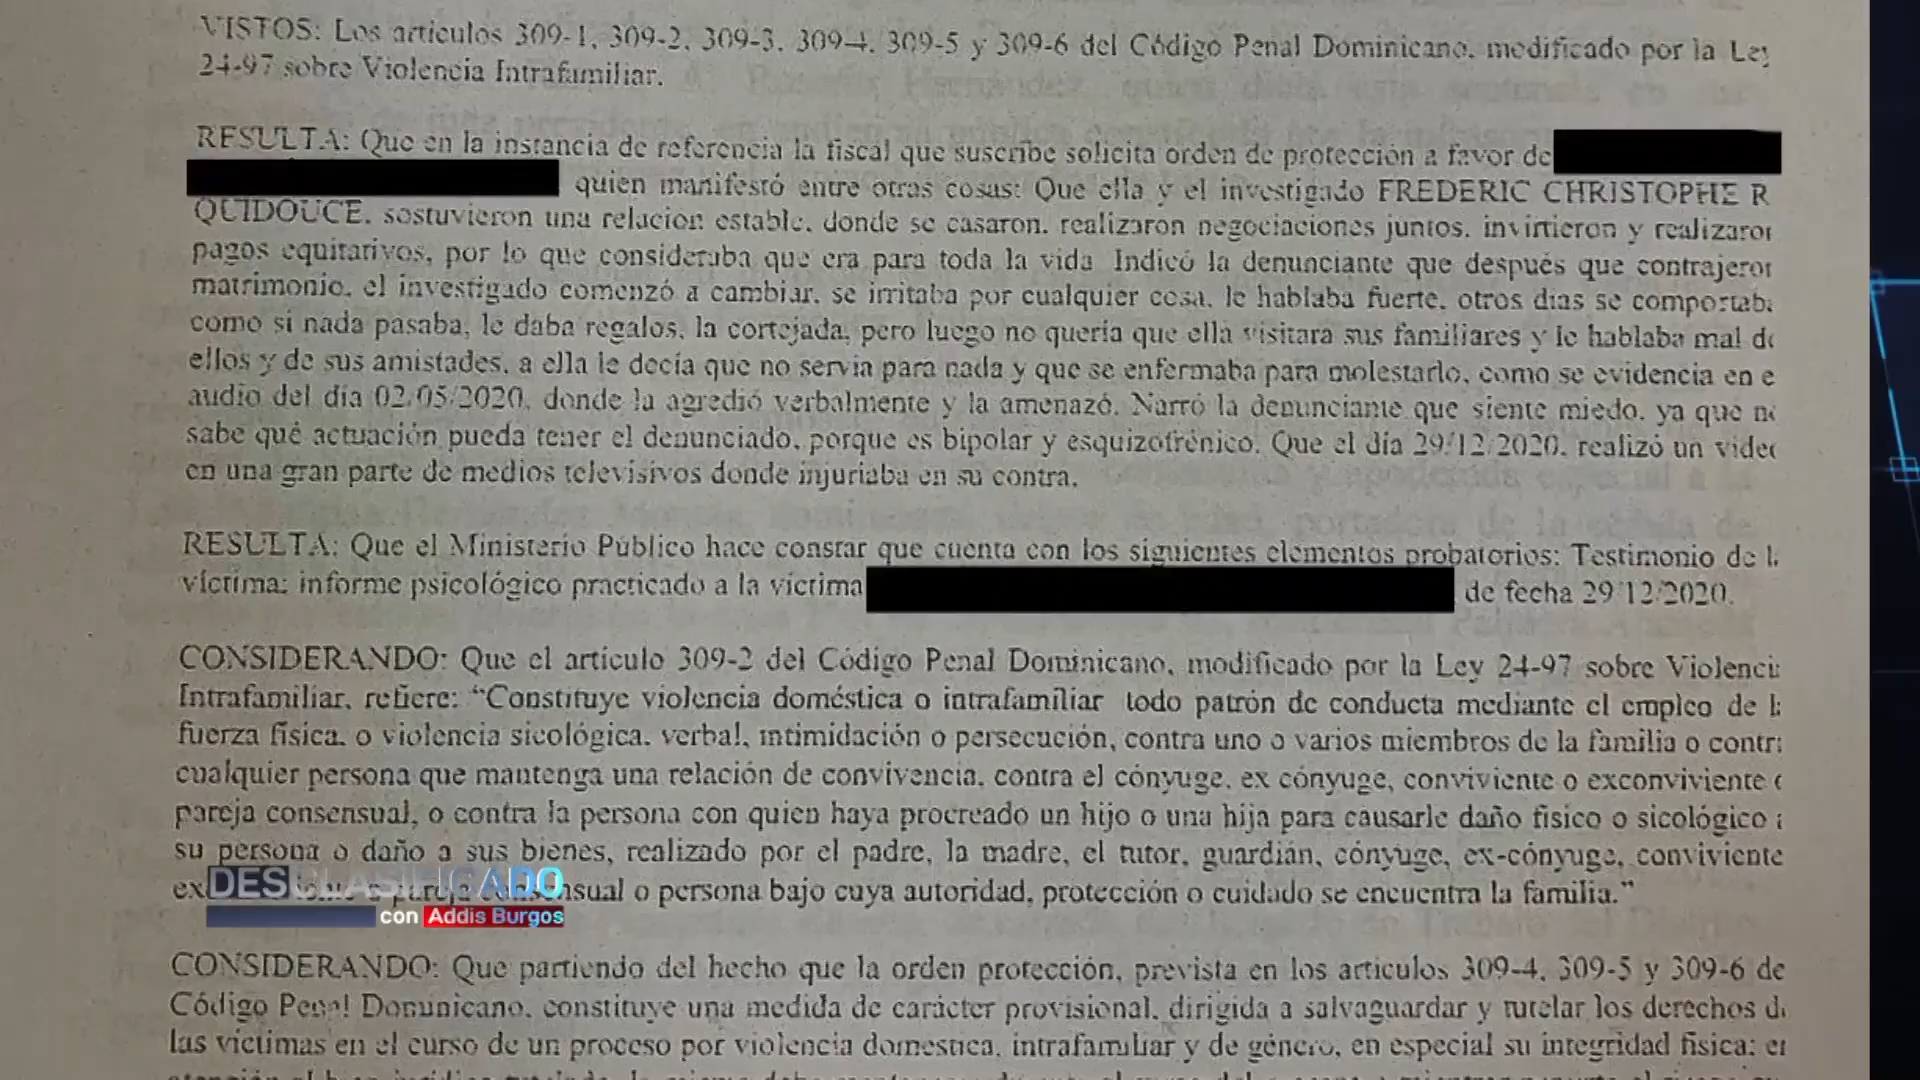 VISTOS: Los artículos 309-1, 309-2, 309-3, 309-4, 309-5 y 309-6 del Código Penal Dominicano, modificado por la Ley
24-97 sobre Violencia Intrafamiliar.
RESULTA: Que en la instancia de referencia la fiscal que suscribe solicita orden de protección a favor de
quien manifestó entre otras cosas: Que ella y el investigado FREDERIC CHRISTOPHE R
QUIDOUCE, sostuvieron una relación estable, donde se casaron, realizaron negociaciones juntos, invirtieron y realizaron
pagos equitativos, por lo que consideraba que era para toda la vida. Indicó la denunciante que después que contrajeron
matrimonio, el investigado comenzó a cambiar, se irritaba por cualquier cosa, le hablaba fuerte, otros días se comportaba
como si nada pasaba, le daba regalos, la cortejada, pero luego no quería que ella visitara sus familiares y le hablaba mal de
ellos y de sus amistades, a ella le decía que no servía para nada y que se enfermaba para molestarlo, como se evidencia en e
audio del día 02/05/2020, donde la agredió verbalmente y la amenazó. Narró la denunciante que siente miedo, ya que no
sabe qué actuación pueda tener el denunciado, porque es bipolar y esquizofrénico. Que el día 29/12/2020, realizó un video
en una gran parte de medios televisivos donde injuriaba en su contra.
RESULTA: Que el Ministerio Público hace constar que cuenta con los siguientes elementos probatorios: Testimonio de la
víctima; informe psicológico practicado a la víctima
de fecha 29/12/2020.
CONSIDERANDO: Que el artículo 309-2 del Código Penal Dominicano, modificado por la Ley 24-97 sobre Violencia
Intrafamiliar, refiere: “Constituye violencia doméstica o intrafamiliar todo patrón de conducta mediante el empleo de la
fuerza física, o violencia sicológica, verbal, intimidación o persecución, contra uno o varios miembros de la familia o contra
cualquier persona que mantenga una relación de convivencia, contra el cónyuge, ex cónyuge, conviviente o exconviviente o
pareja consensual, o contra la persona con quien haya procreado un hijo o una hija para causarle daño físico o sicológico a
su persona o daño a sus bienes, realizado por el padre, la madre, el tutor, guardián, cónyuge, ex-cónyuge, conviviente
o persona bajo cuya autoridad, protección o cuidado se encuentra la familia.”
DESCLASIFICADO
con Addis Burgos
CONSIDERANDO: Que partiendo del hecho que la orden protección, prevista en los artículos 309-4, 309-5 y 309-6 de
Código Penal Dominicano, constituye una medida de carácter provisional, dirigida a salvaguardar y tutelar los derechos de
las víctimas en el curso de un proceso por violencia domestica, intrafamiliar y de género, en especial su integridad física; en